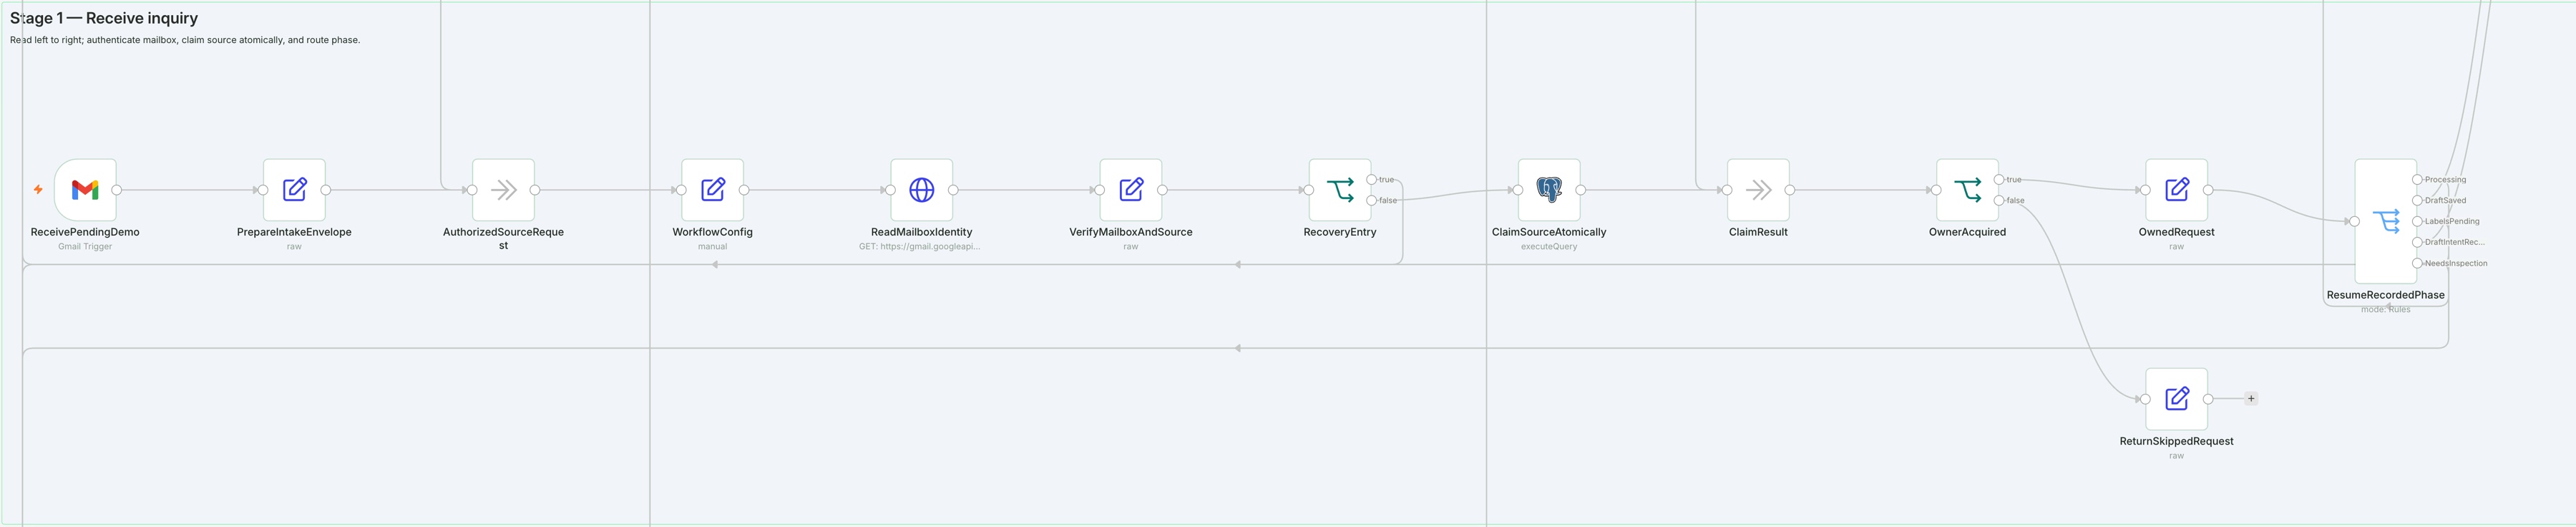 Stage 1 — Receive inquiry
Read left to right; authenticate mailbox, claim source atomically, and route phase.
ReceivePendingDemo
Gmail Trigger
PrepareIntakeEnvelope
raw
AuthorizedSourceReque
st
WorkflowConfig
manual
ReadMailboxIdentity
GET: https://gmail.googleapi...
VerifyMailboxAndSource
raw
true
false
RecoveryEntry
ClaimSourceAtomically
executeQuery
ClaimResult
true
false
OwnerAcquired
OwnedRequest
raw
Processing
DraftSaved
LabelsPending
DraftIntentRec...
NeedsInspection
ResumeRecordedPhase
mode: Rules
+
ReturnSkippedRequest
raw